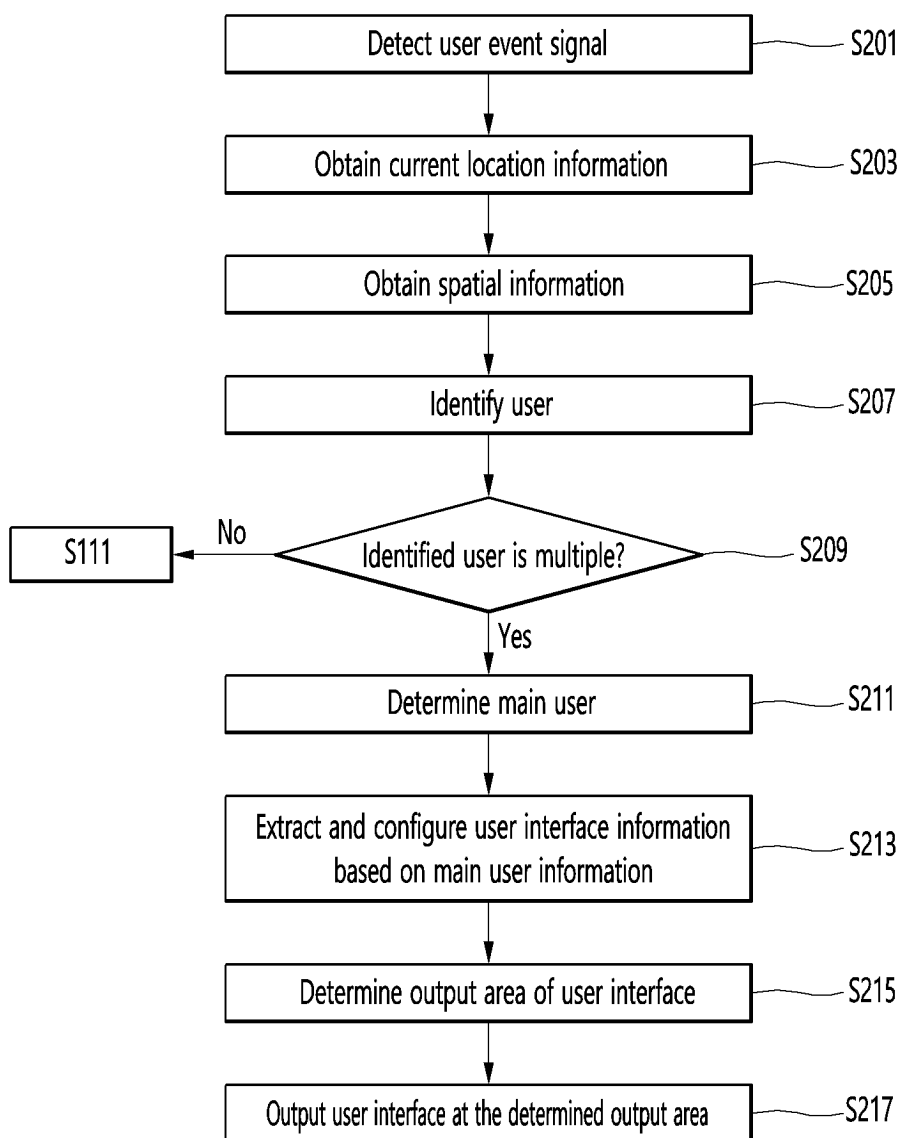 Detect user event signal
S201
Obtain current location information
S203
Obtain spatial information
S205
Identify user
S207
S111
No
Identified user is multiple?
S209
Yes
Determine main user
S211
Extract and configure user interface information
based on main user information
S213
Determine output area of user interface
S215
Output user interface at the determined output area
S217